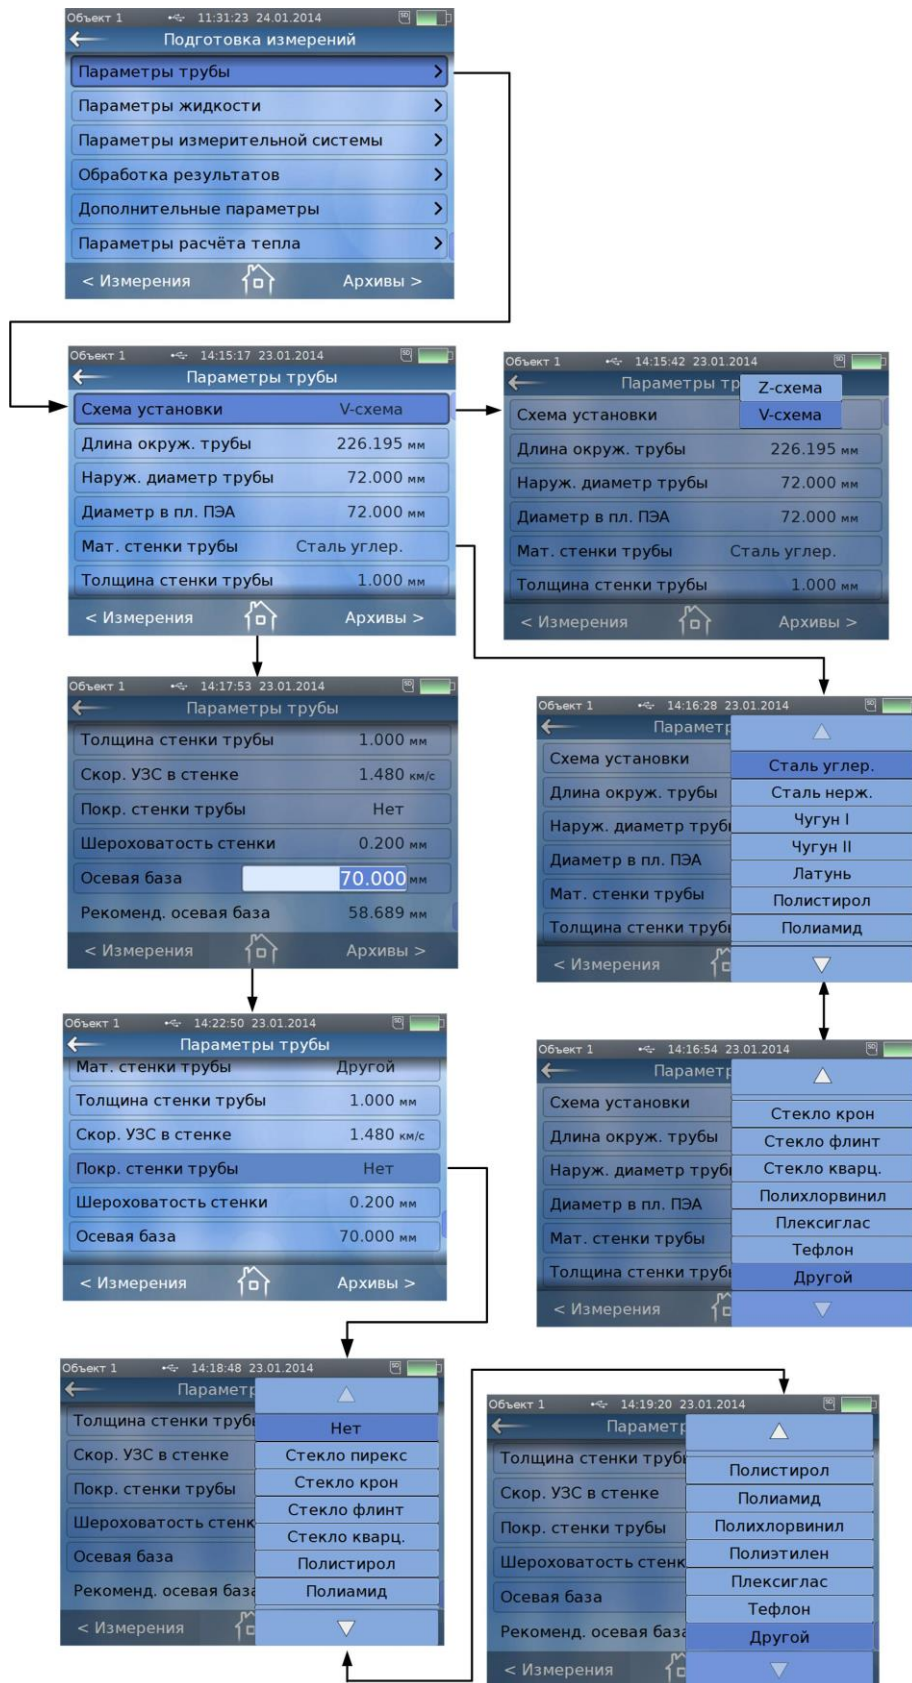 Объект 1 11:31:23 24.01.2014
Подготовка измерений
Параметры трубы
Параметры жидкости
Параметры измерительной системы
Обработка результатов
Дополнительные параметры
Параметры расчёта тепла
< Измерения Архивы >
Объект 1 14:15:17 23.01.2014
Параметры трубы
Схема установки V-схема
Длина окруж. трубы 226.195 мм
Наруж. диаметр трубы 72.000 мм
Диаметр в пл. ПЭА 72.000 мм
Мат. стенки трубы Сталь углер.
Толщина стенки трубы 1.000 мм
< Измерения Архивы >
Объект 1 14:15:42 23.01.2014
Параметры тр
Z-схема
Схема установки V-схема
Длина окруж. трубы 226.195 мм
Наруж. диаметр трубы 72.000 мм
Диаметр в пл. ПЭА 72.000 мм
Мат. стенки трубы Сталь углер.
Толщина стенки трубы 1.000 мм
< Измерения Архивы >
Объект 1 14:17:53 23.01.2014
Параметры трубы
Толщина стенки трубы 1.000 мм
Скор. УЗС в стенке 1.480 км/с
Покр. стенки трубы Нет
Шероховатость стенки 0.200 мм
Осевая база 70.000 мм
Рекоменд. осевая база 58.689 мм
< Измерения Архивы >
Объект 1 14:16:28 23.01.2014
Параметр
Схема установки
Длина окруж. трубы
Наруж. диаметр трубы
Диаметр в пл. ПЭА
Мат. стенки трубы
Толщина стенки трубы
< Измерения
Сталь углер.
Сталь нерж.
Чугун I
Чугун II
Латунь
Полистирол
Полиамид
Объект 1 14:22:50 23.01.2014
Параметры трубы
Мат. стенки трубы Другой
Толщина стенки трубы 1.000 мм
Скор. УЗС в стенке 1.480 км/с
Покр. стенки трубы Нет
Шероховатость стенки 0.200 мм
Осевая база 70.000 мм
< Измерения Архивы >
Объект 1 14:16:54 23.01.2014
Параметр
Схема установки
Длина окруж. трубы
Наруж. диаметр трубы
Диаметр в пл. ПЭА
Мат. стенки трубы
Толщина стенки трубы
< Измерения
Стекло крон
Стекло флинт
Стекло кварц.
Полихлорвинил
Плексиглас
Тефлон
Другой
Объект 1 14:18:48 23.01.2014
Параметр
Толщина стенки трубы
Скор. УЗС в стенке
Покр. стенки трубы
Шероховатость стенк
Осевая база
Рекоменд. осевая база
< Измерения
Нет
Стекло пирекс
Стекло крон
Стекло флинт
Стекло кварц.
Полистирол
Полиамид
Объект 1 14:19:20 23.01.2014
Параметр
Толщина стенки трубы
Скор. УЗС в стенке
Покр. стенки трубы
Шероховатость стенк
Осевая база
Рекоменд. осевая база
< Измерения
Полистирол
Полиамид
Полихлорвинил
Полиэтилен
Плексиглас
Тефлон
Другой